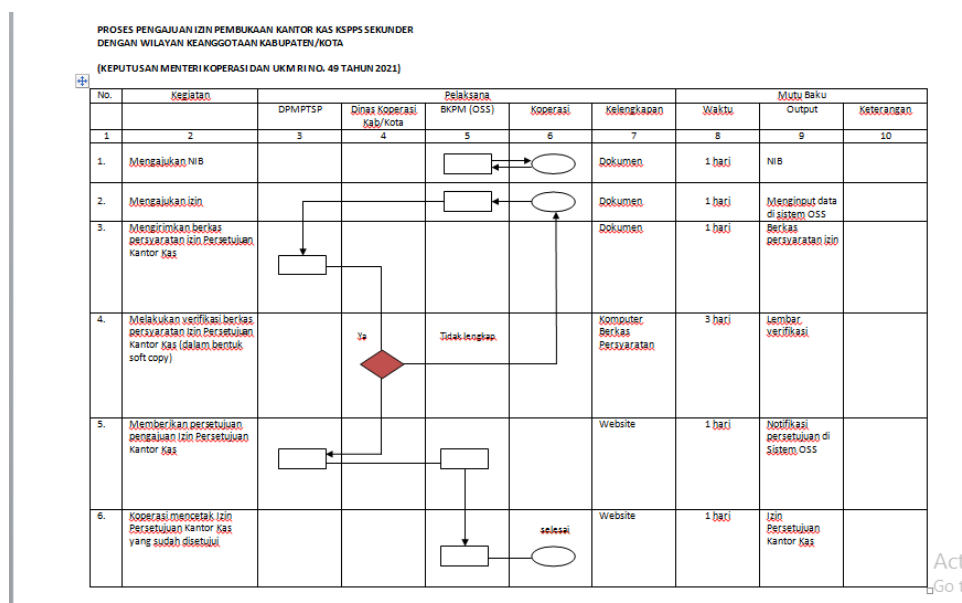 PROSES PENGAJUAN IZIN PEMBUKAAN KANTOR KAS KSPPS SEKUNDER
DENGAN WILAYAN KEANGGOTAAN KABUPATEN/KOTA
(KEPUTUSAN MENTERI KOPERASI DAN UKM RI NO. 49 TAHUN 2021)
No. Kegiatan Pelaksana Mutu Baku
DPMPTSP Dinas Koperasi BKPM (OSS) Koperasi Kelengkapan Waktu Output Keterangan
Kab/Kota
1 2 3 4 5 6 7 8 9 10
1. Mengajukan NIB Dokumen 1 hari NIB
2. Mengajukan izin Dokumen 1 hari Menginput data
di sistem OSS
3. Mengirimkan berkas Dokumen 1 hari Berkas
persyaratan izin Persetujuan persyaratan izin
Kantor Kas
4. Melakukan verifikasi berkas Komputer 3 hari Lembar
persyaratan Izin Persetujuan Ya Tidak lengkap Berkas verifikasi
Kantor Kas (dalam bentuk Persyaratan
soft copy)
5. Memberikan persetujuan Website 1 hari Notifikasi
pengajuan Izin Persetujuan persetujuan di
Kantor Kas Sistem OSS
6. Koperasi mencetak Izin Website 1 hari Izin
Persetujuan Kantor Kas selesai Persetujuan
yang sudah disetujui Kantor Kas
Act
Go t